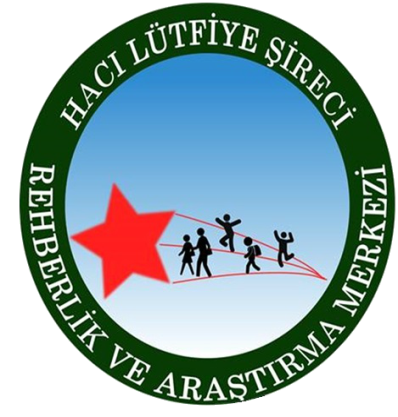 HACI LÜTFİYE ŞİRECİ
REHBERLİK VE ARAŞTIRMA MERKEZİ